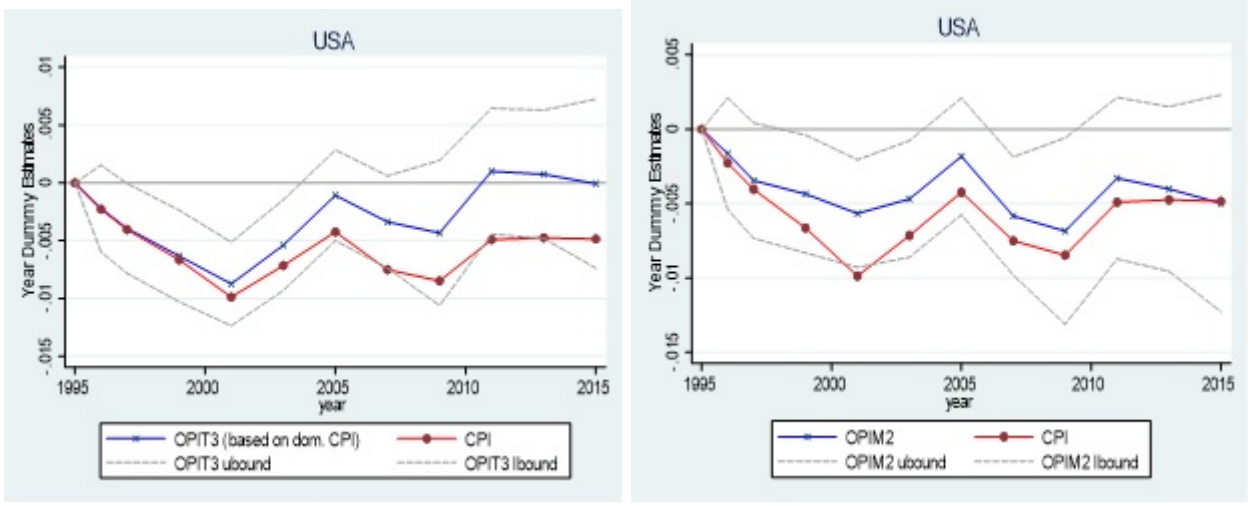 USA
Year Dummy Estimates
.01
.005
0
-.005
-.01
-.015
1995
2000
2005
2010
2015
year
OPIT3 (based on dom. CPI)
CPI
OPIT3 ubound
OPIT3 lbound
USA
Year Dummy Estimates
.005
0
-.005
-.01
-.015
1995
2000
2005
2010
2015
year
OPIM2
CPI
OPIM2 ubound
OPIM2 lbound